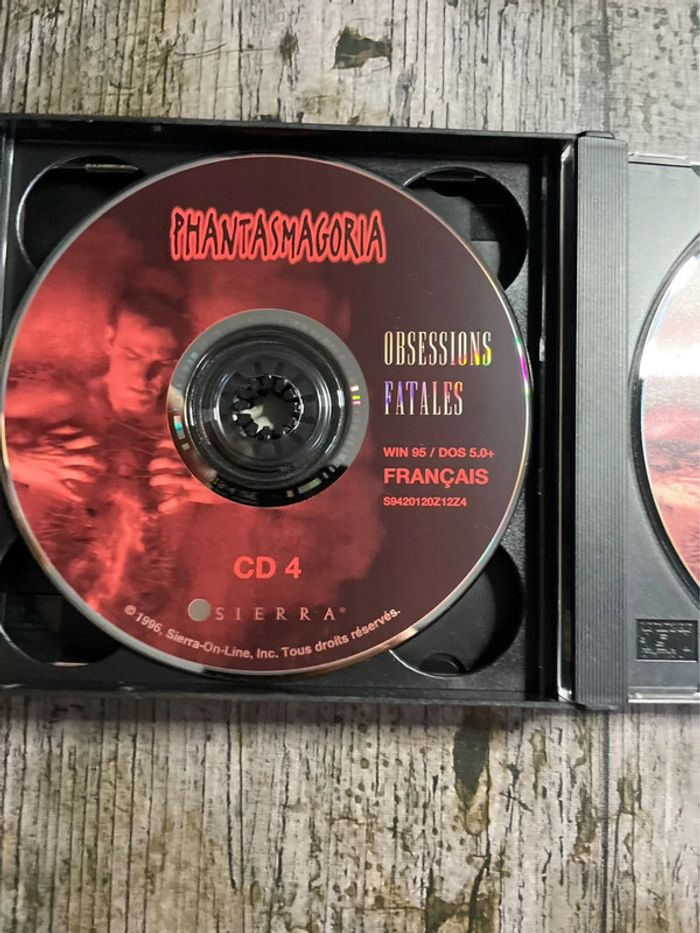 PHANTASMAGORIA
OBSESSIONS
FATALES
WIN 95 / DOS 5.0+
FRANÇAIS
S9420120Z12Z4
CD 4
SIERRA®
© 1996, Sierra-On-Line, Inc. Tous droits réservés.